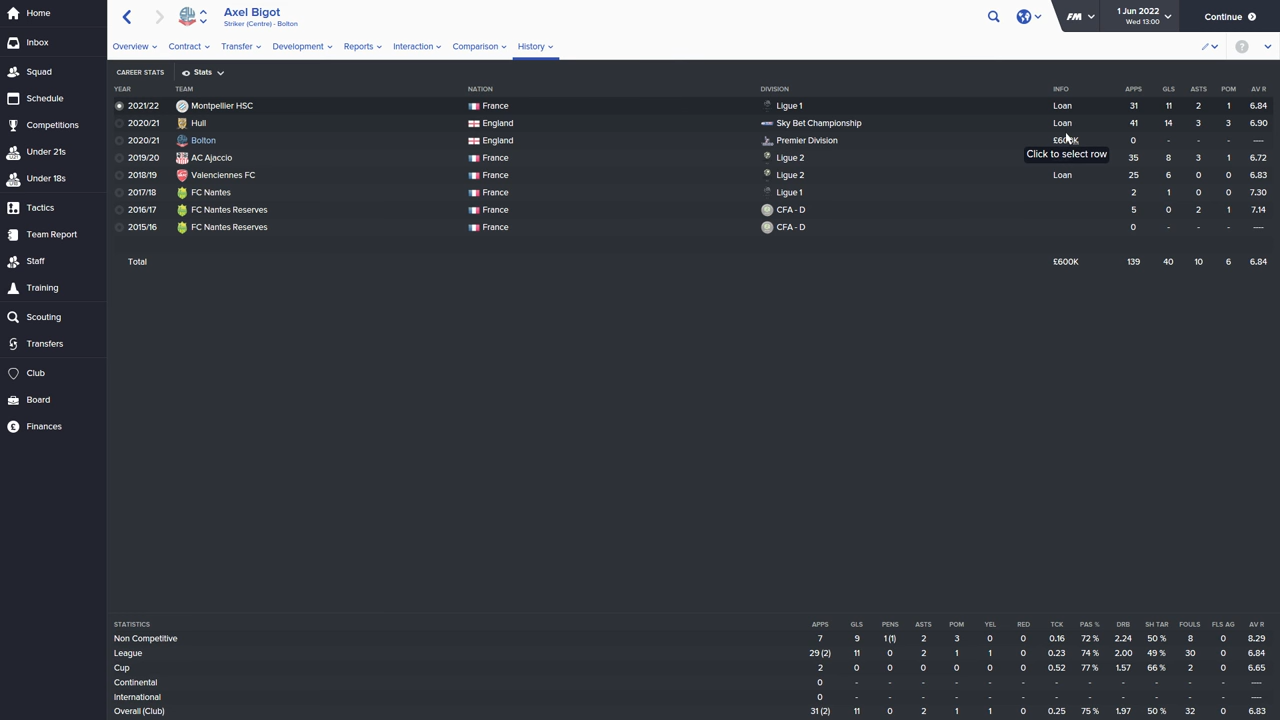 Home
Axel Bigot
Striker (Centre) - Bolton
FM
1 Jun 2022
Wed 13:00
Continue
Inbox
Overview Contract Transfer Development Reports Interaction Comparison History
?
Squad
CAREER STATS Stats
YEAR TEAM NATION DIVISION INFO APPS GLS ASTS POM AV R
Schedule
2021/22 Montpellier HSC France Ligue 1 Loan 31 11 2 1 6.84
Competitions
2020/21 Hull England Sky Bet Championship Loan 41 14 3 3 6.90
2020/21 Bolton England Premier Division £600K 0 - - - ----
Click to select row
Under 21s
2019/20 AC Ajaccio France Ligue 2 35 8 3 1 6.72
Under 18s
2018/19 Valenciennes FC France Ligue 2 Loan 25 6 0 0 6.83
2017/18 FC Nantes France Ligue 1 2 1 0 0 7.30
Tactics
2016/17 FC Nantes Reserves France CFA - D 5 0 2 1 7.14
Team Report
2015/16 FC Nantes Reserves France CFA - D 0 - - - ----
Staff
Total £600K 139 40 10 6 6.84
Training
Scouting
Transfers
Club
Board
Finances
STATISTICS APPS GLS PENS ASTS POM YEL RED TCK PAS % DRB SH TAR FOULS FLS AG AV R
Non Competitive 7 9 1 (1) 2 3 0 0 0.16 72 % 2.24 50 % 8 0 8.29
League 29 (2) 11 0 2 1 1 0 0.23 74 % 2.00 49 % 30 0 6.84
Cup 2 0 0 0 0 0 0 0.52 77 % 1.57 66 % 2 0 6.65
Continental 0 - - - - - - - - - - - - ----
International 0 - - - - - - - - - - - - ----
Overall (Club) 31 (2) 11 0 2 1 1 0 0.25 75 % 1.97 50 % 32 0 6.83